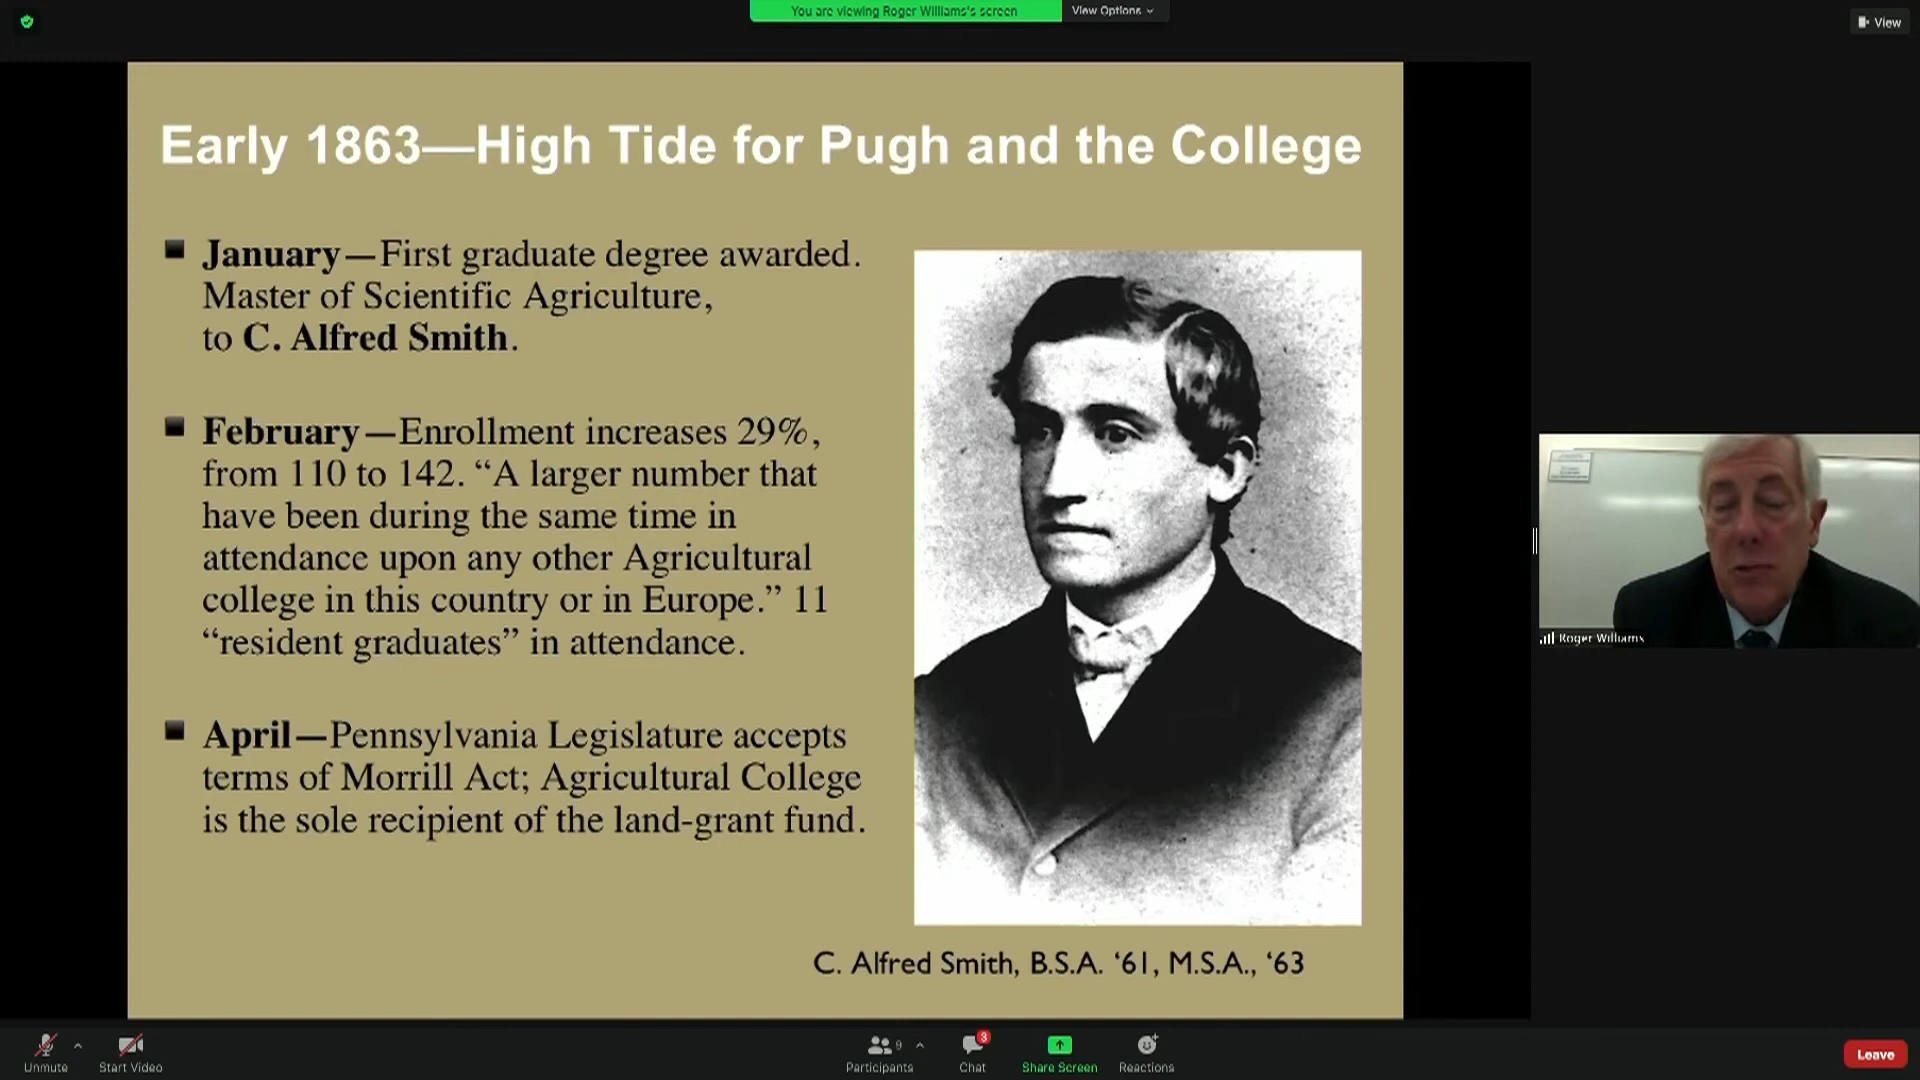 You are viewing Roger Williams's screen
View Options
View
Early 1863—High Tide for Pugh and the College
January—First graduate degree awarded.
Master of Scientific Agriculture,
to C. Alfred Smith.
February—Enrollment increases 29%,
from 110 to 142. “A larger number that
have been during the same time in
attendance upon any other Agricultural
college in this country or in Europe.” 11
“resident graduates” in attendance.
April—Pennsylvania Legislature accepts
terms of Morrill Act; Agricultural College
is the sole recipient of the land-grant fund.
C. Alfred Smith, B.S.A. ‘61, M.S.A., ‘63
Roger Williams
Unmute
Start Video
9
Participants
3
Chat
Share Screen
Reactions
Leave